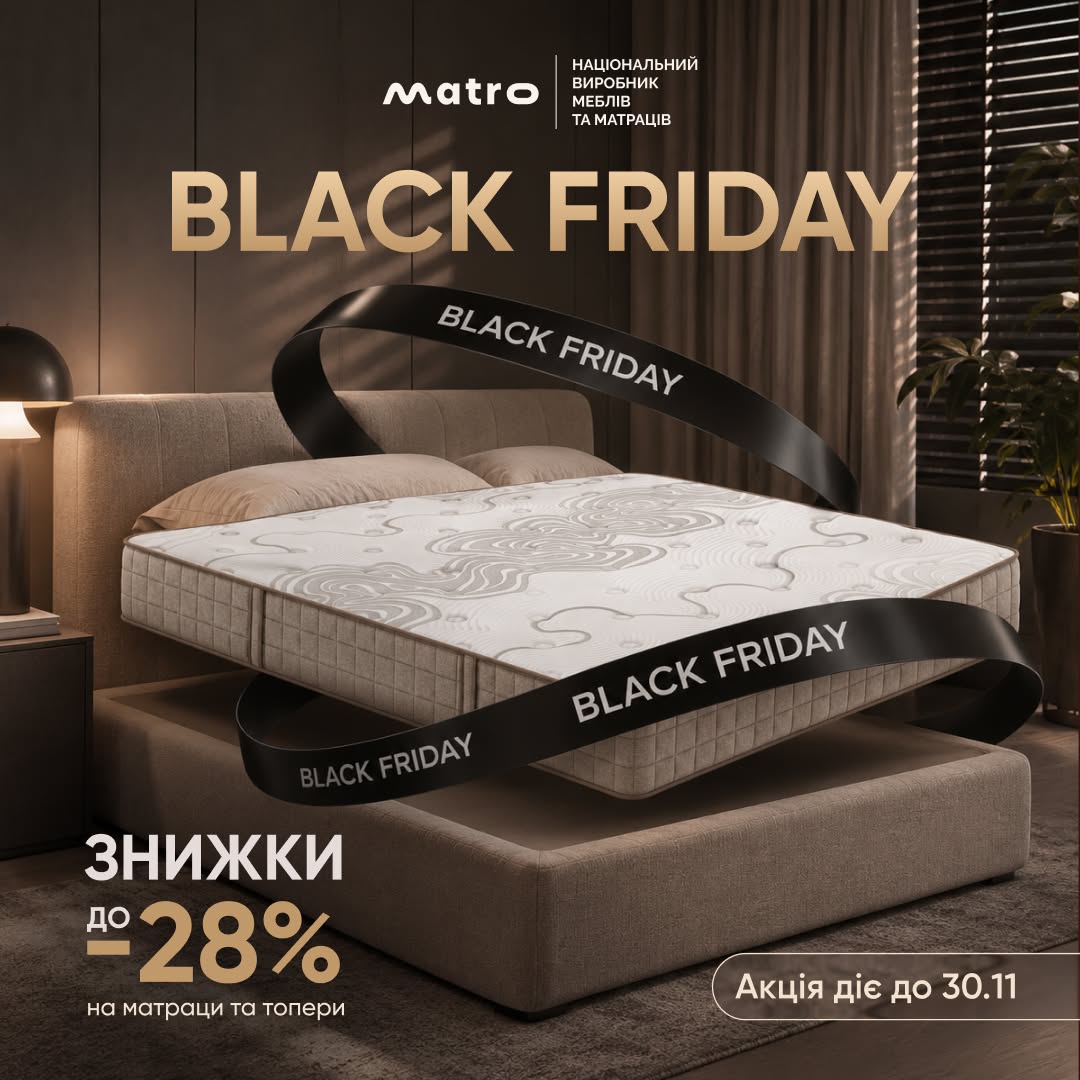 matro
НАЦІОНАЛЬНИЙ
ВИРОБНИК
МЕБЛІВ
ТА МАТРАЦІВ
BLACK FRIDAY
BLACK FRIDAY
BLACK FRIDAY
BLACK FRIDAY
ЗНИЖКИ
ДО
-28%
на матраци та топери
Акція діє до 30.11